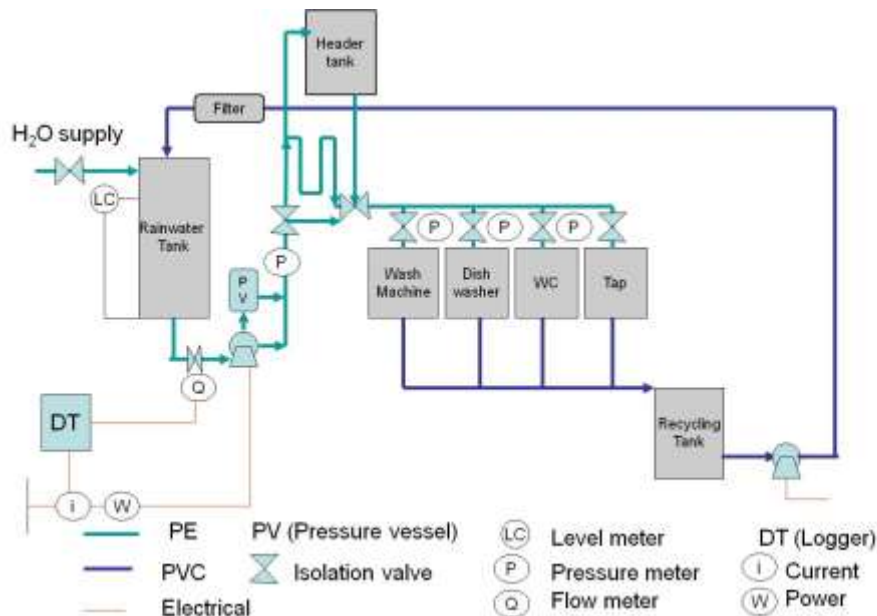 Header
tank
Filter
H₂O supply
LC
Rainwater
Tank
P
P
P
P
P
V
Wash
Machine
Dish
washer
WC
Tap
Q
DT
Recycling
Tank
i
W
PE
PV (Pressure vessel)
LC
Level meter
DT (Logger)
PVC
Isolation valve
P
Pressure meter
i
Current
Electrical
Q
Flow meter
W
Power